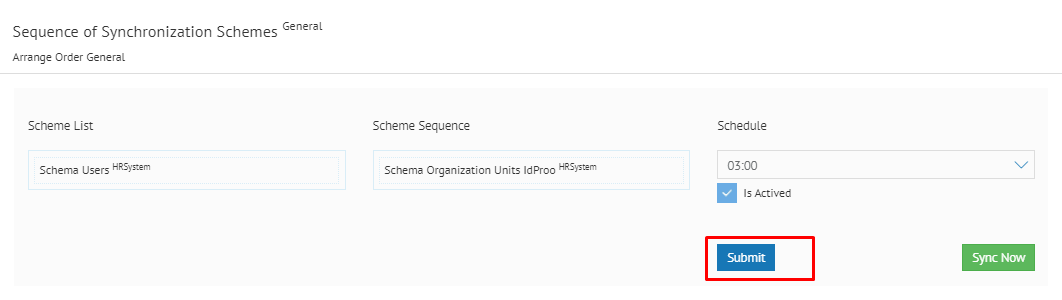 Sequence of Synchronization Schemes General
Arrange Order General
Scheme List
Scheme Sequence
Schedule
Schema Users HRSystem
Schema Organization Units IdProo HRSystem
03:00
Is Actived
Submit
Sync Now